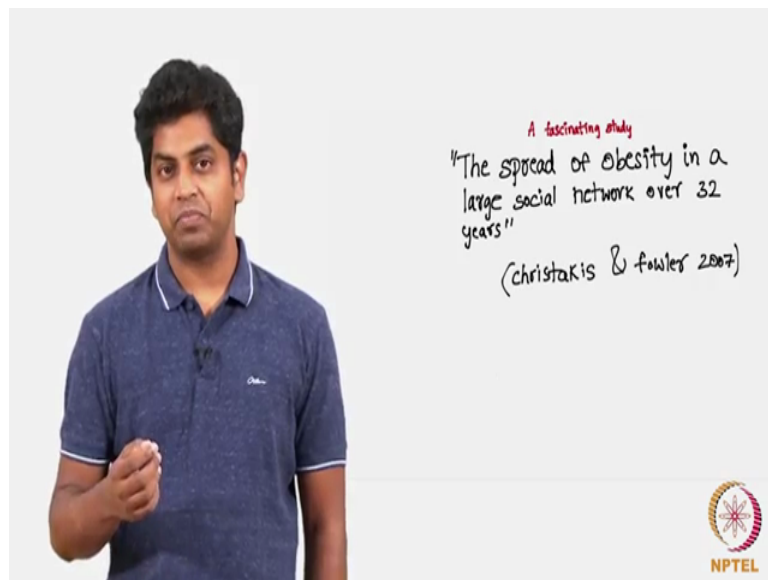 A fascinating study
"The spread of obesity in a
large social network over 32
years"
(christakis & fowler 2007)
NPTEL